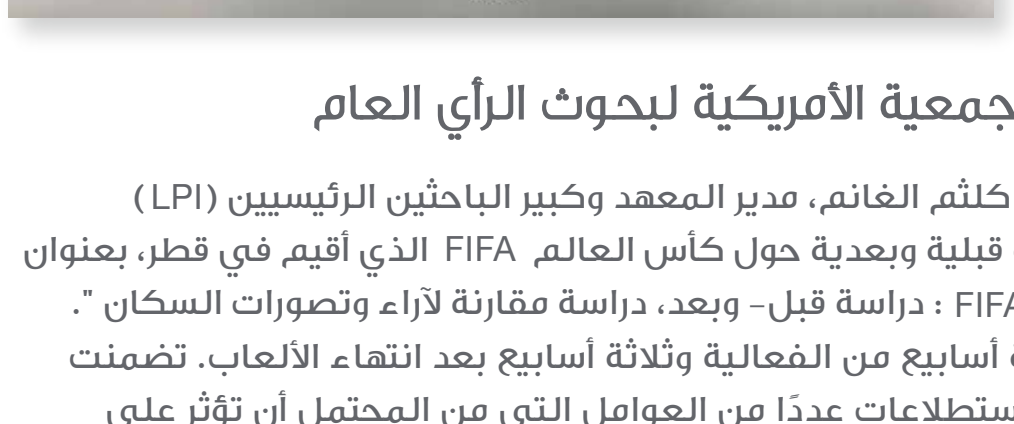 جمعية الأمريكية لبحوث الرأي العام
كلثم الغانم، مدير المعهد وكبير الباحثين الرئيسيين (LPI)
قبلية وبعدية حول كأس العالم FIFA الذي أقيم في قطر، بعنوان
FIFA : دراسة قبل- وبعد، دراسة مقارنة لآراء وتصورات السكان ".
أسابيع من الفعالية وثلاثة أسابيع بعد انتهاء الألعاب. تضمنت
ستطلاعات عددًا من العوامل التي من المحتمل أن تؤثر على